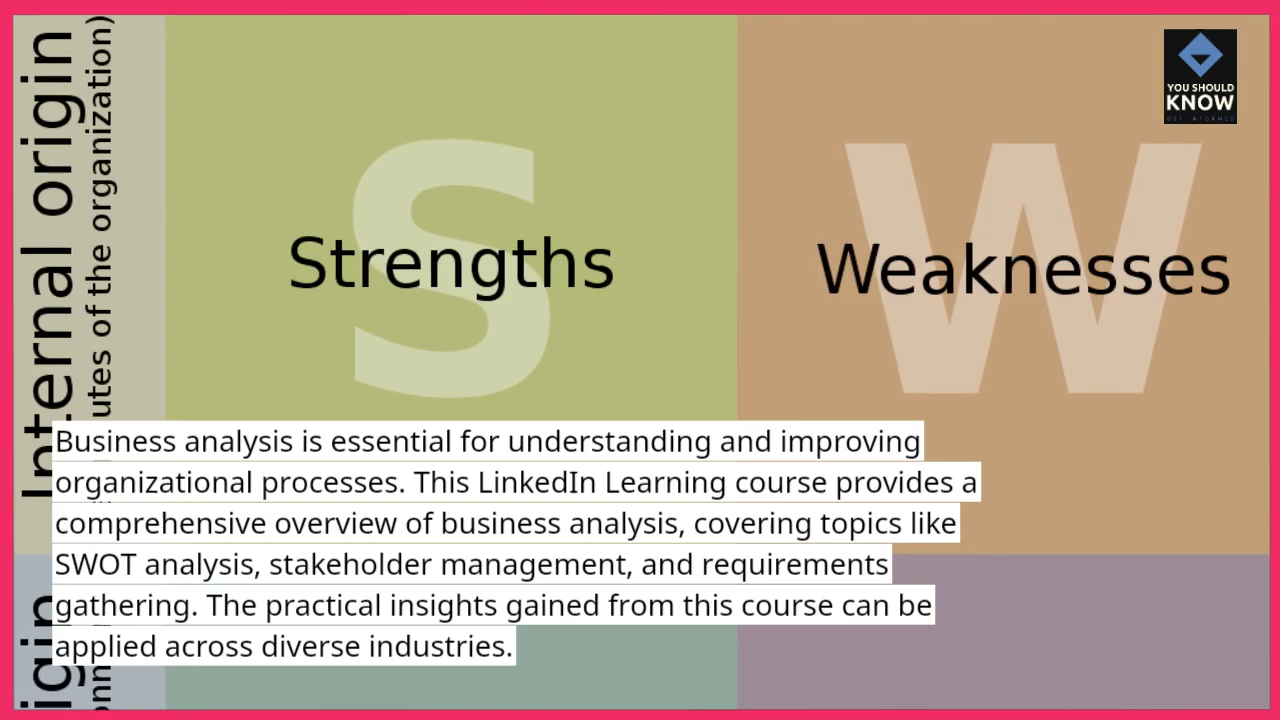 Internal origin
utes of the organization)
S
Strengths
W
Weaknesses
YOU SHOULD
KNOW
GET INFORMED
Business analysis is essential for understanding and improving
organizational processes. This LinkedIn Learning course provides a
comprehensive overview of business analysis, covering topics like
SWOT analysis, stakeholder management, and requirements
gathering. The practical insights gained from this course can be
applied across diverse industries.
igin